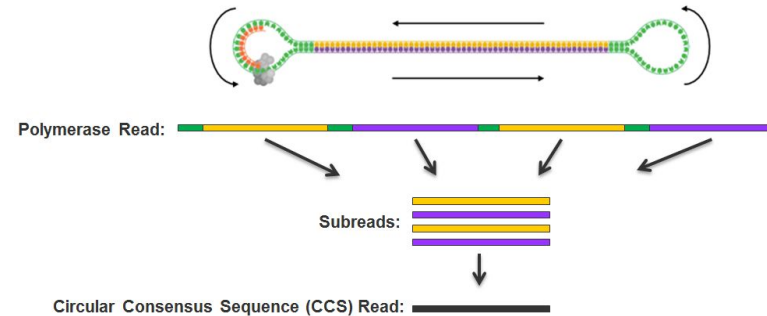 Polymerase Read:
Subreads:
Circular Consensus Sequence (CCS) Read: